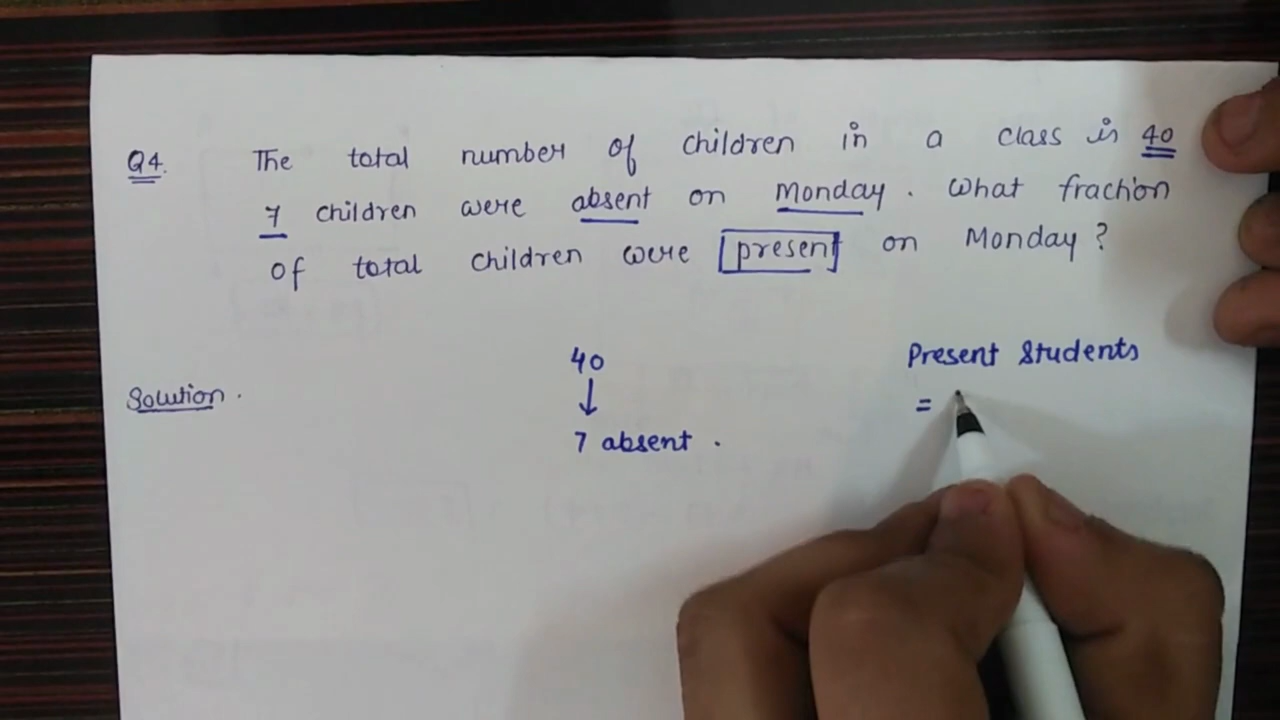 Q4. The total number of children in a class is 40
7 children were absent on Monday. What fraction
of total children were [present] on Monday?
Solution.
40
↓
7 absent.
Present Students
=